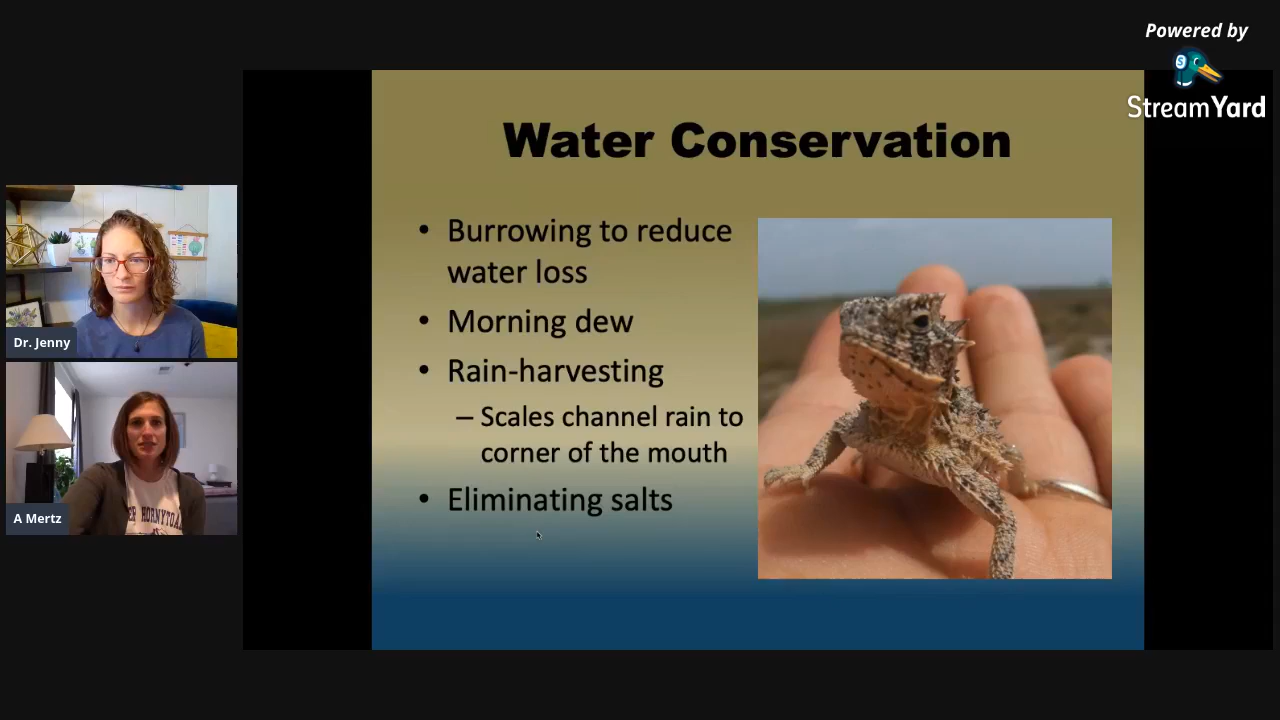 Powered by
StreamYard
Water Conservation
• Burrowing to reduce
water loss
• Morning dew
• Rain-harvesting
– Scales channel rain to
corner of the mouth
• Eliminating salts
Dr. Jenny
A Mertz